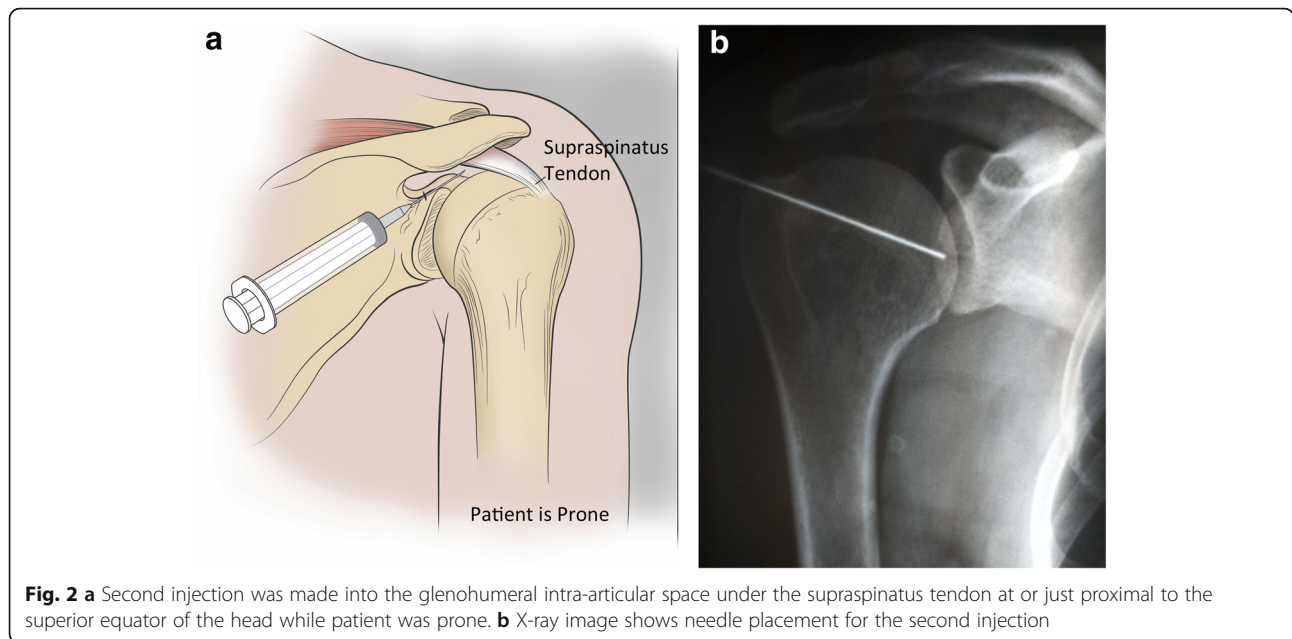 a
b
Supraspinatus
Tendon
Patient is Prone
Fig. 2 a Second injection was made into the glenohumeral intra-articular space under the supraspinatus tendon at or just proximal to the
superior equator of the head while patient was prone. b X-ray image shows needle placement for the second injection